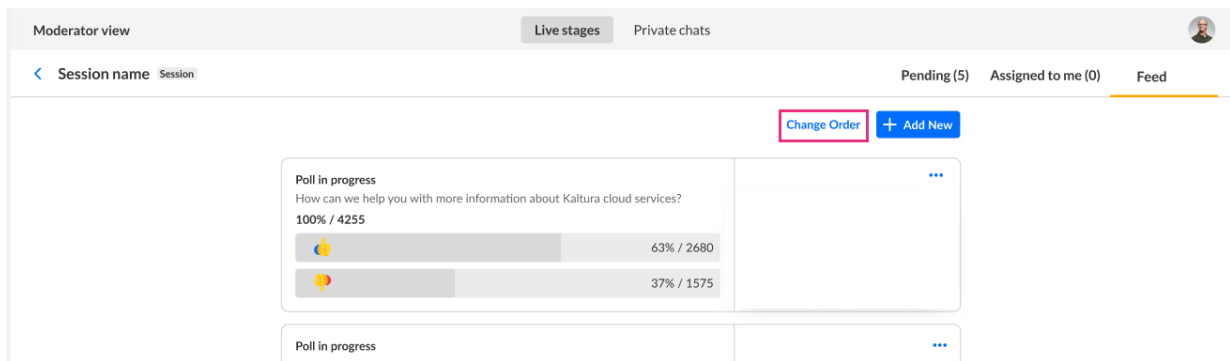 Moderator view
Live stages
Private chats
Session name Session
Pending (5)
Assigned to me (0)
Feed
Change Order
+ Add New
Poll in progress
How can we help you with more information about Kaltura cloud services?
100% / 4255
63% / 2680
37% / 1575
Poll in progress